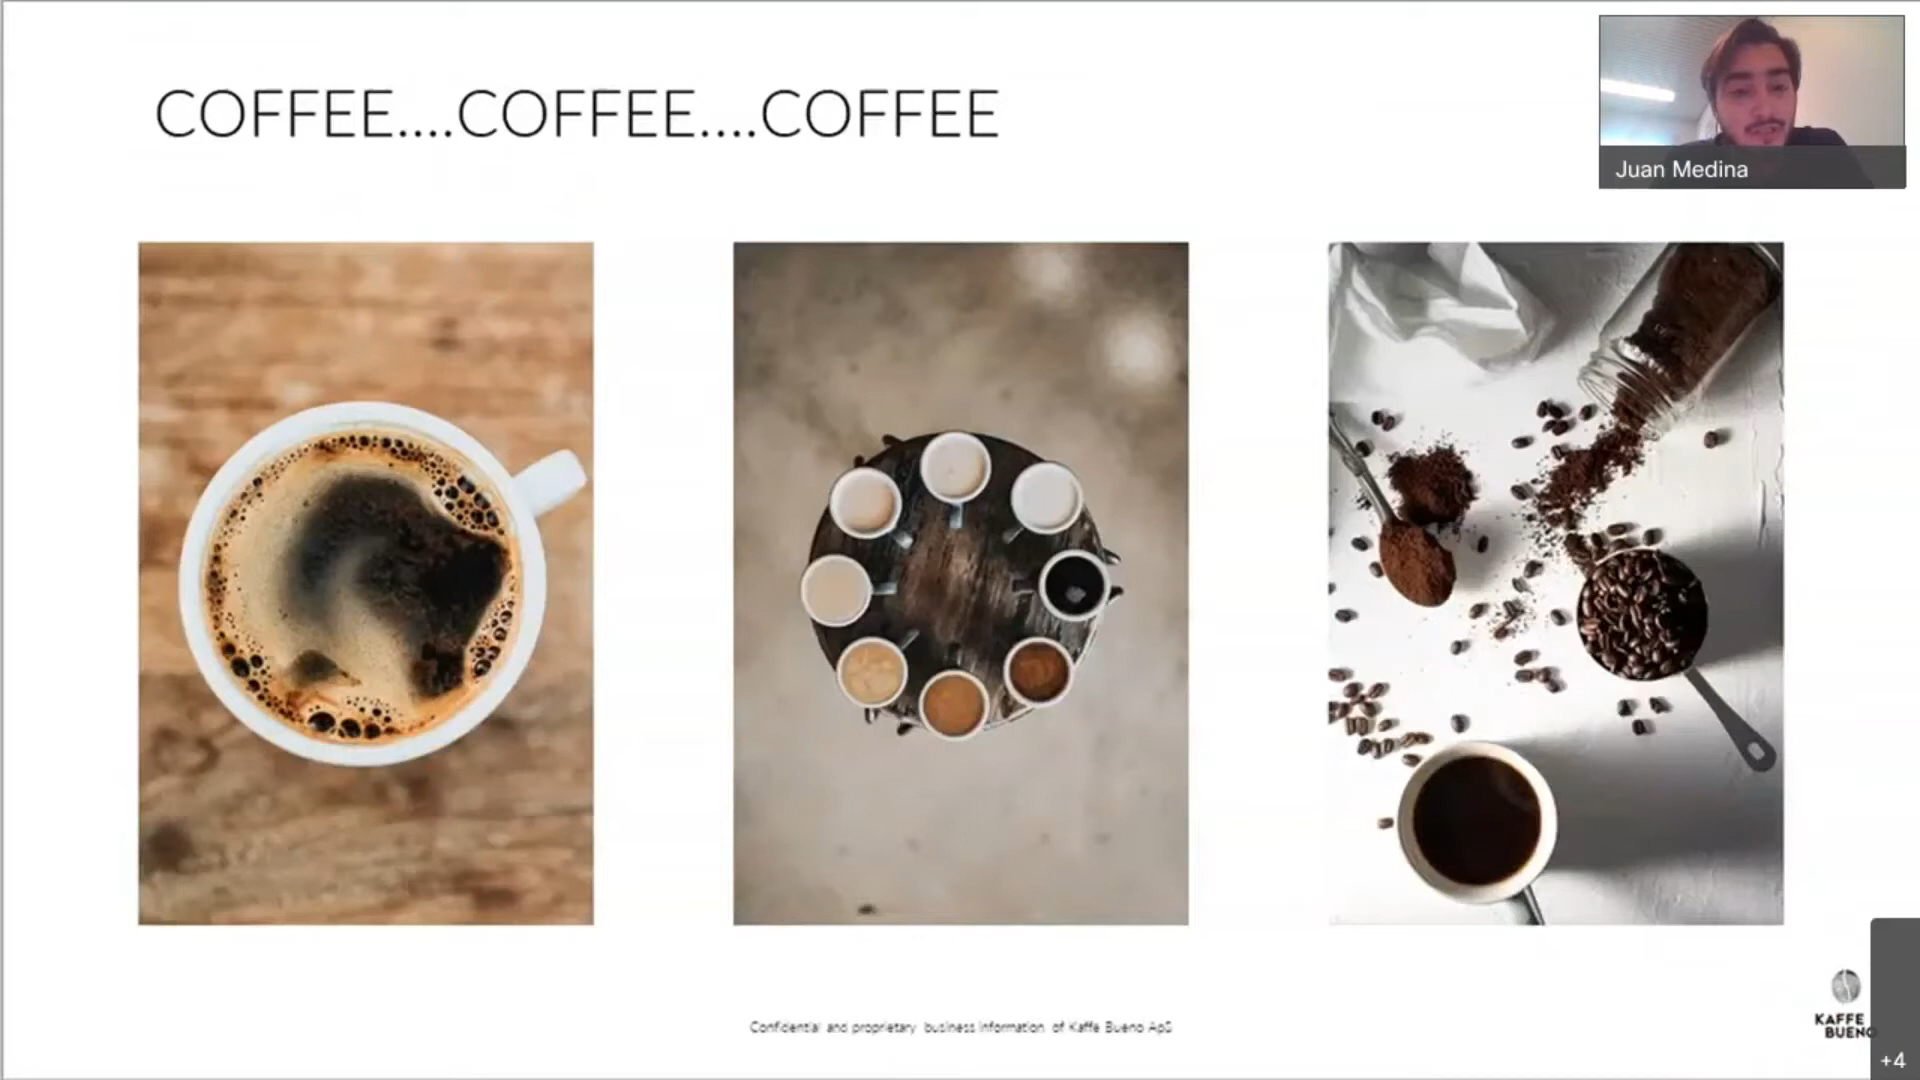 COFFEE....COFFEE....COFFEE
Juan Medina
Confidential and proprietary business information of Kaffe Bueno ApS
KAFFE
BUENO
+4